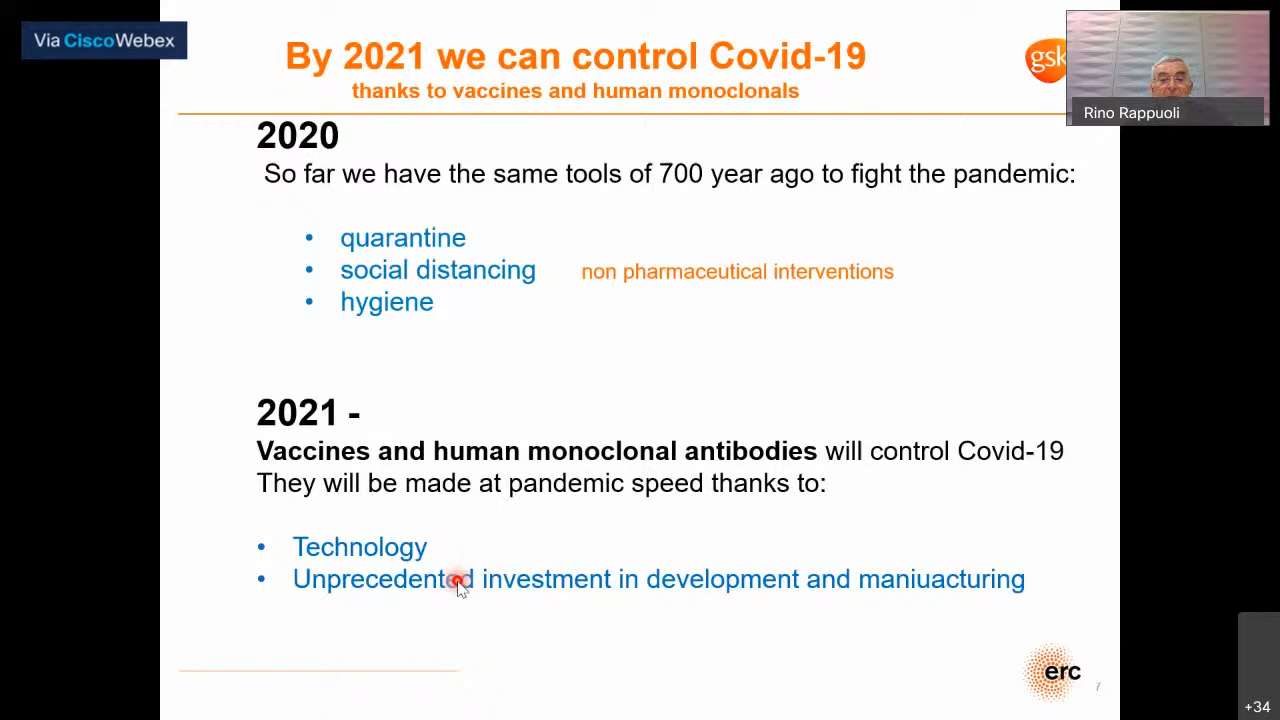 Via CiscoWebex
By 2021 we can control Covid-19
thanks to vaccines and human monoclonals
gsk
Rino Rappuoli
2020
So far we have the same tools of 700 year ago to fight the pandemic:
• quarantine
• social distancing non pharmaceutical interventions
• hygiene
2021 -
Vaccines and human monoclonal antibodies will control Covid-19
They will be made at pandemic speed thanks to:
• Technology
• Unprecedented investment in development and maniuacturing
erc
7
+34